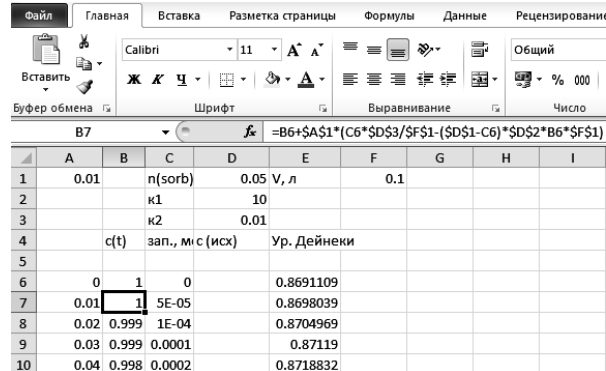 Файл Главная Вставка Разметка страницы Формулы Данные Рецензирование
Вставить Calibri 11 A A Общий
Ж К Ч % 000
Буфер обмена Шрифт Выравнивание Число
B7 fx =B6+$A$1*(C6*$D$3/$F$1-($D$1-C6)*$D$2*B6*$F$1)
A B C D E F G H I
1 0.01 n(sorb) 0.05 V, л 0.1
2 к1 10
3 к2 0.01
4 c(t) зап., мо с (исх) Ур. Дейнеки
5
6 0 1 0 0.8691109
7 0.01 1 5E-05 0.8698039
8 0.02 0.999 1E-04 0.8704969
9 0.03 0.999 0.0001 0.87119
10 0.04 0.998 0.0002 0.8718832